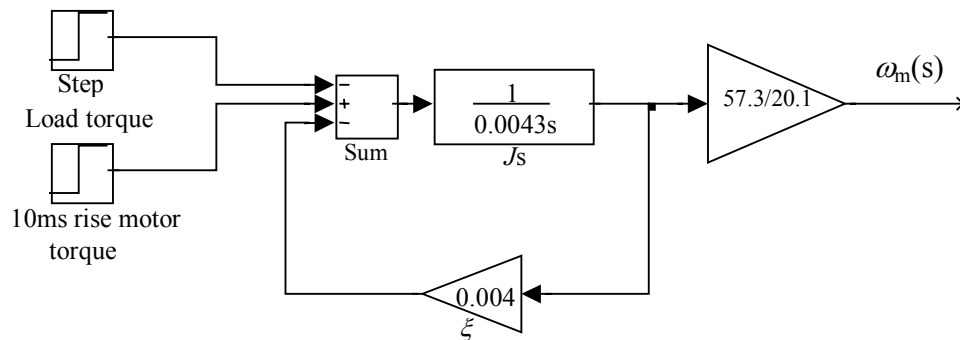 Step
Load torque
10ms rise motor
torque
−
+
−
Sum
1
0.0043s
Js
57.3/20.1
ωm(s)
0.004
ξ